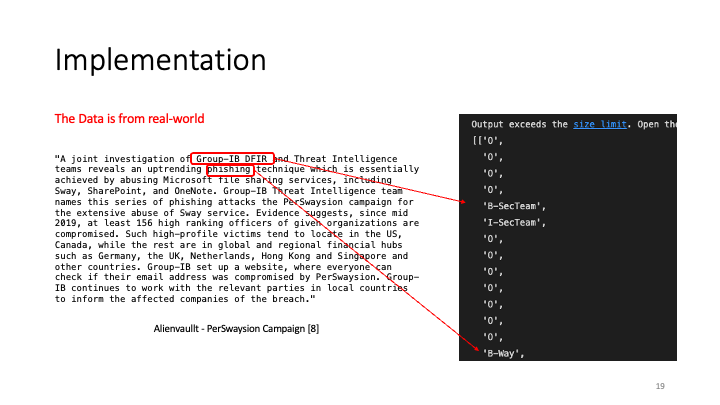 Implementation
The Data is from real-world
"A joint investigation of Group-IB DFIR and Threat Intelligence
teams reveals an uptrending phishing technique which is essentially
achieved by abusing Microsoft file sharing services, including
Sway, SharePoint, and OneNote. Group-IB Threat Intelligence team
names this series of phishing attacks the PerSwaysion campaign for
the extensive abuse of Sway service. Evidence suggests, since mid
2019, at least 156 high ranking officers of given organizations are
compromised. Such high-profile victims tend to locate in the US,
Canada, while the rest are in global and regional financial hubs
such as Germany, the UK, Netherlands, Hong Kong and Singapore and
other countries. Group-IB set up a website, where everyone can
check if their email address was compromised by PerSwaysion. Group-
IB continues to work with the relevant parties in local countries
to inform the affected companies of the breach."
Alienvaullt - PerSwaysion Campaign [8]
Output exceeds the size limit. Open the
[['O',
'O',
'O',
'O',
'B-SecTeam',
'I-SecTeam',
'O',
'O',
'O',
'O',
'O',
'O',
'O',
'B-Way',
19